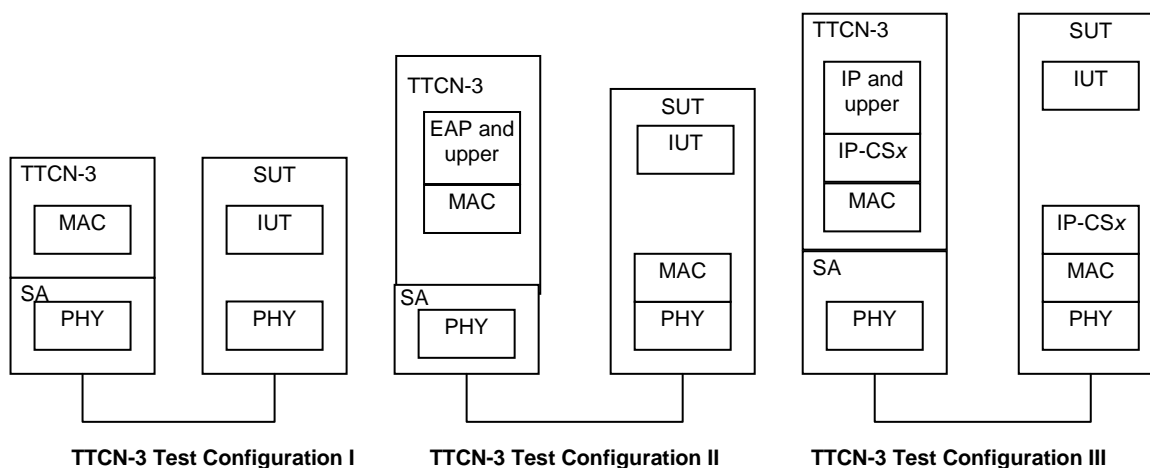 TTCN-3
MAC
SA
PHY
SUT
IUT
PHY
TTCN-3 Test Configuration I
TTCN-3
EAP and
upper
MAC
SA
PHY
SUT
IUT
MAC
PHY
TTCN-3 Test Configuration II
TTCN-3
IP and
upper
IP-CSx
MAC
SA
PHY
SUT
IUT
IP-CSx
MAC
PHY
TTCN-3 Test Configuration III